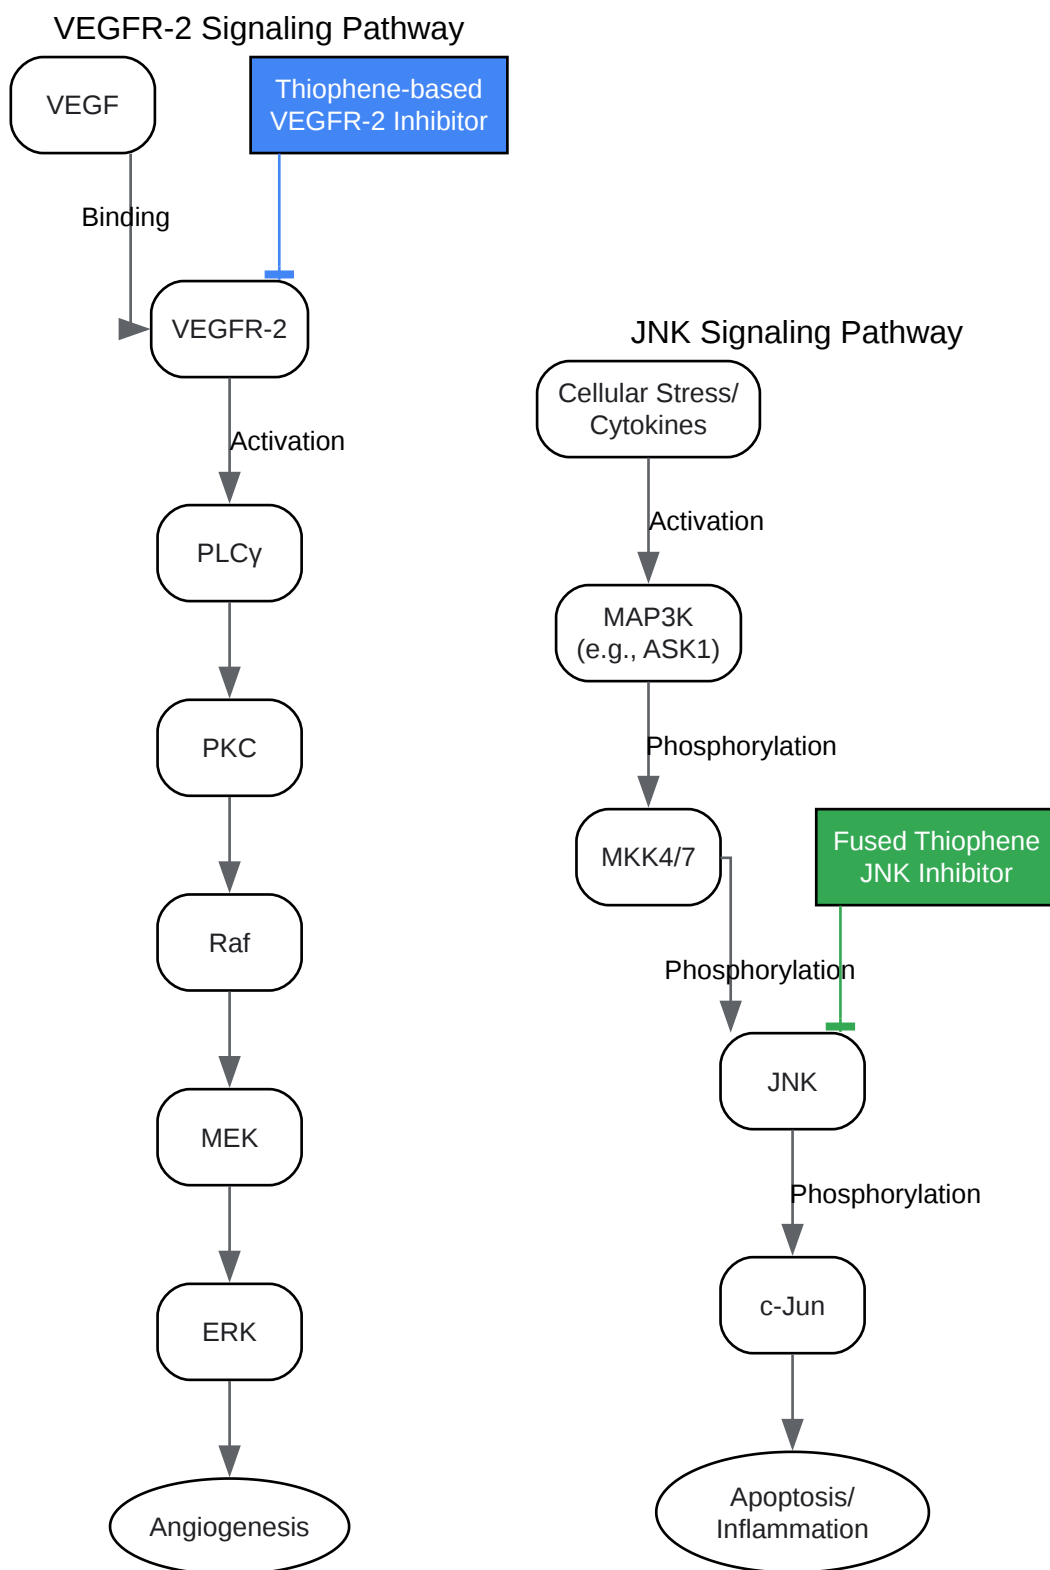 VEGFR-2 Signaling Pathway
VEGF
Thiophene-based
VEGFR-2 Inhibitor
Binding
VEGFR-2
Activation
PLCγ
PKC
Raf
MEK
ERK
Angiogenesis
JNK Signaling Pathway
Cellular Stress/
Cytokines
Activation
MAP3K
(e.g., ASK1)
Phosphorylation
MKK4/7
Fused Thiophene
JNK Inhibitor
Phosphorylation
JNK
Phosphorylation
c-Jun
Apoptosis/
Inflammation